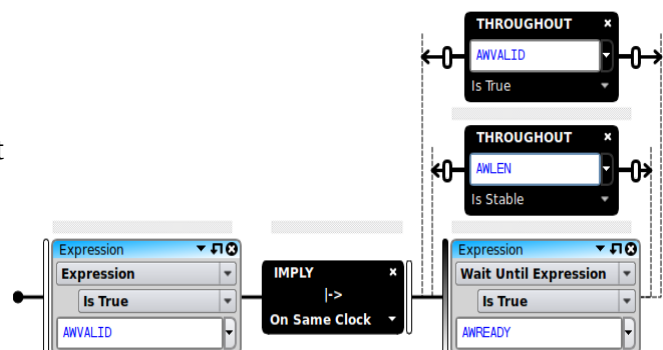 THROUGHOUT x
AWVALID
Is True
t
THROUGHOUT x
AWLEN
Is Stable
Expression
Expression
Is True
AWVALID
IMPLY x
|->
On Same Clock
Expression
Wait Until Expression
Is True
AWREADY